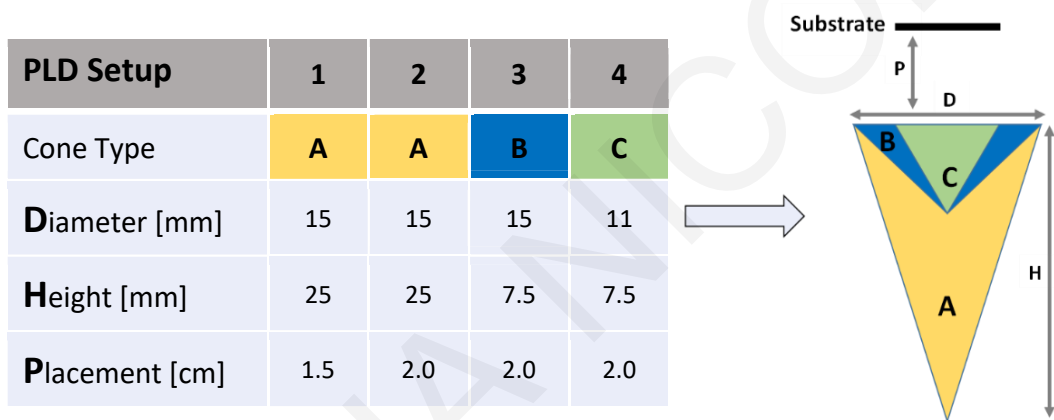 PLD Setup 1 2 3 4
Cone Type A A B C
Diameter [mm] 15 15 15 11
Height [mm] 25 25 7.5 7.5
Placement [cm] 1.5 2.0 2.0 2.0
Substrate
P
D
B
C
H
A